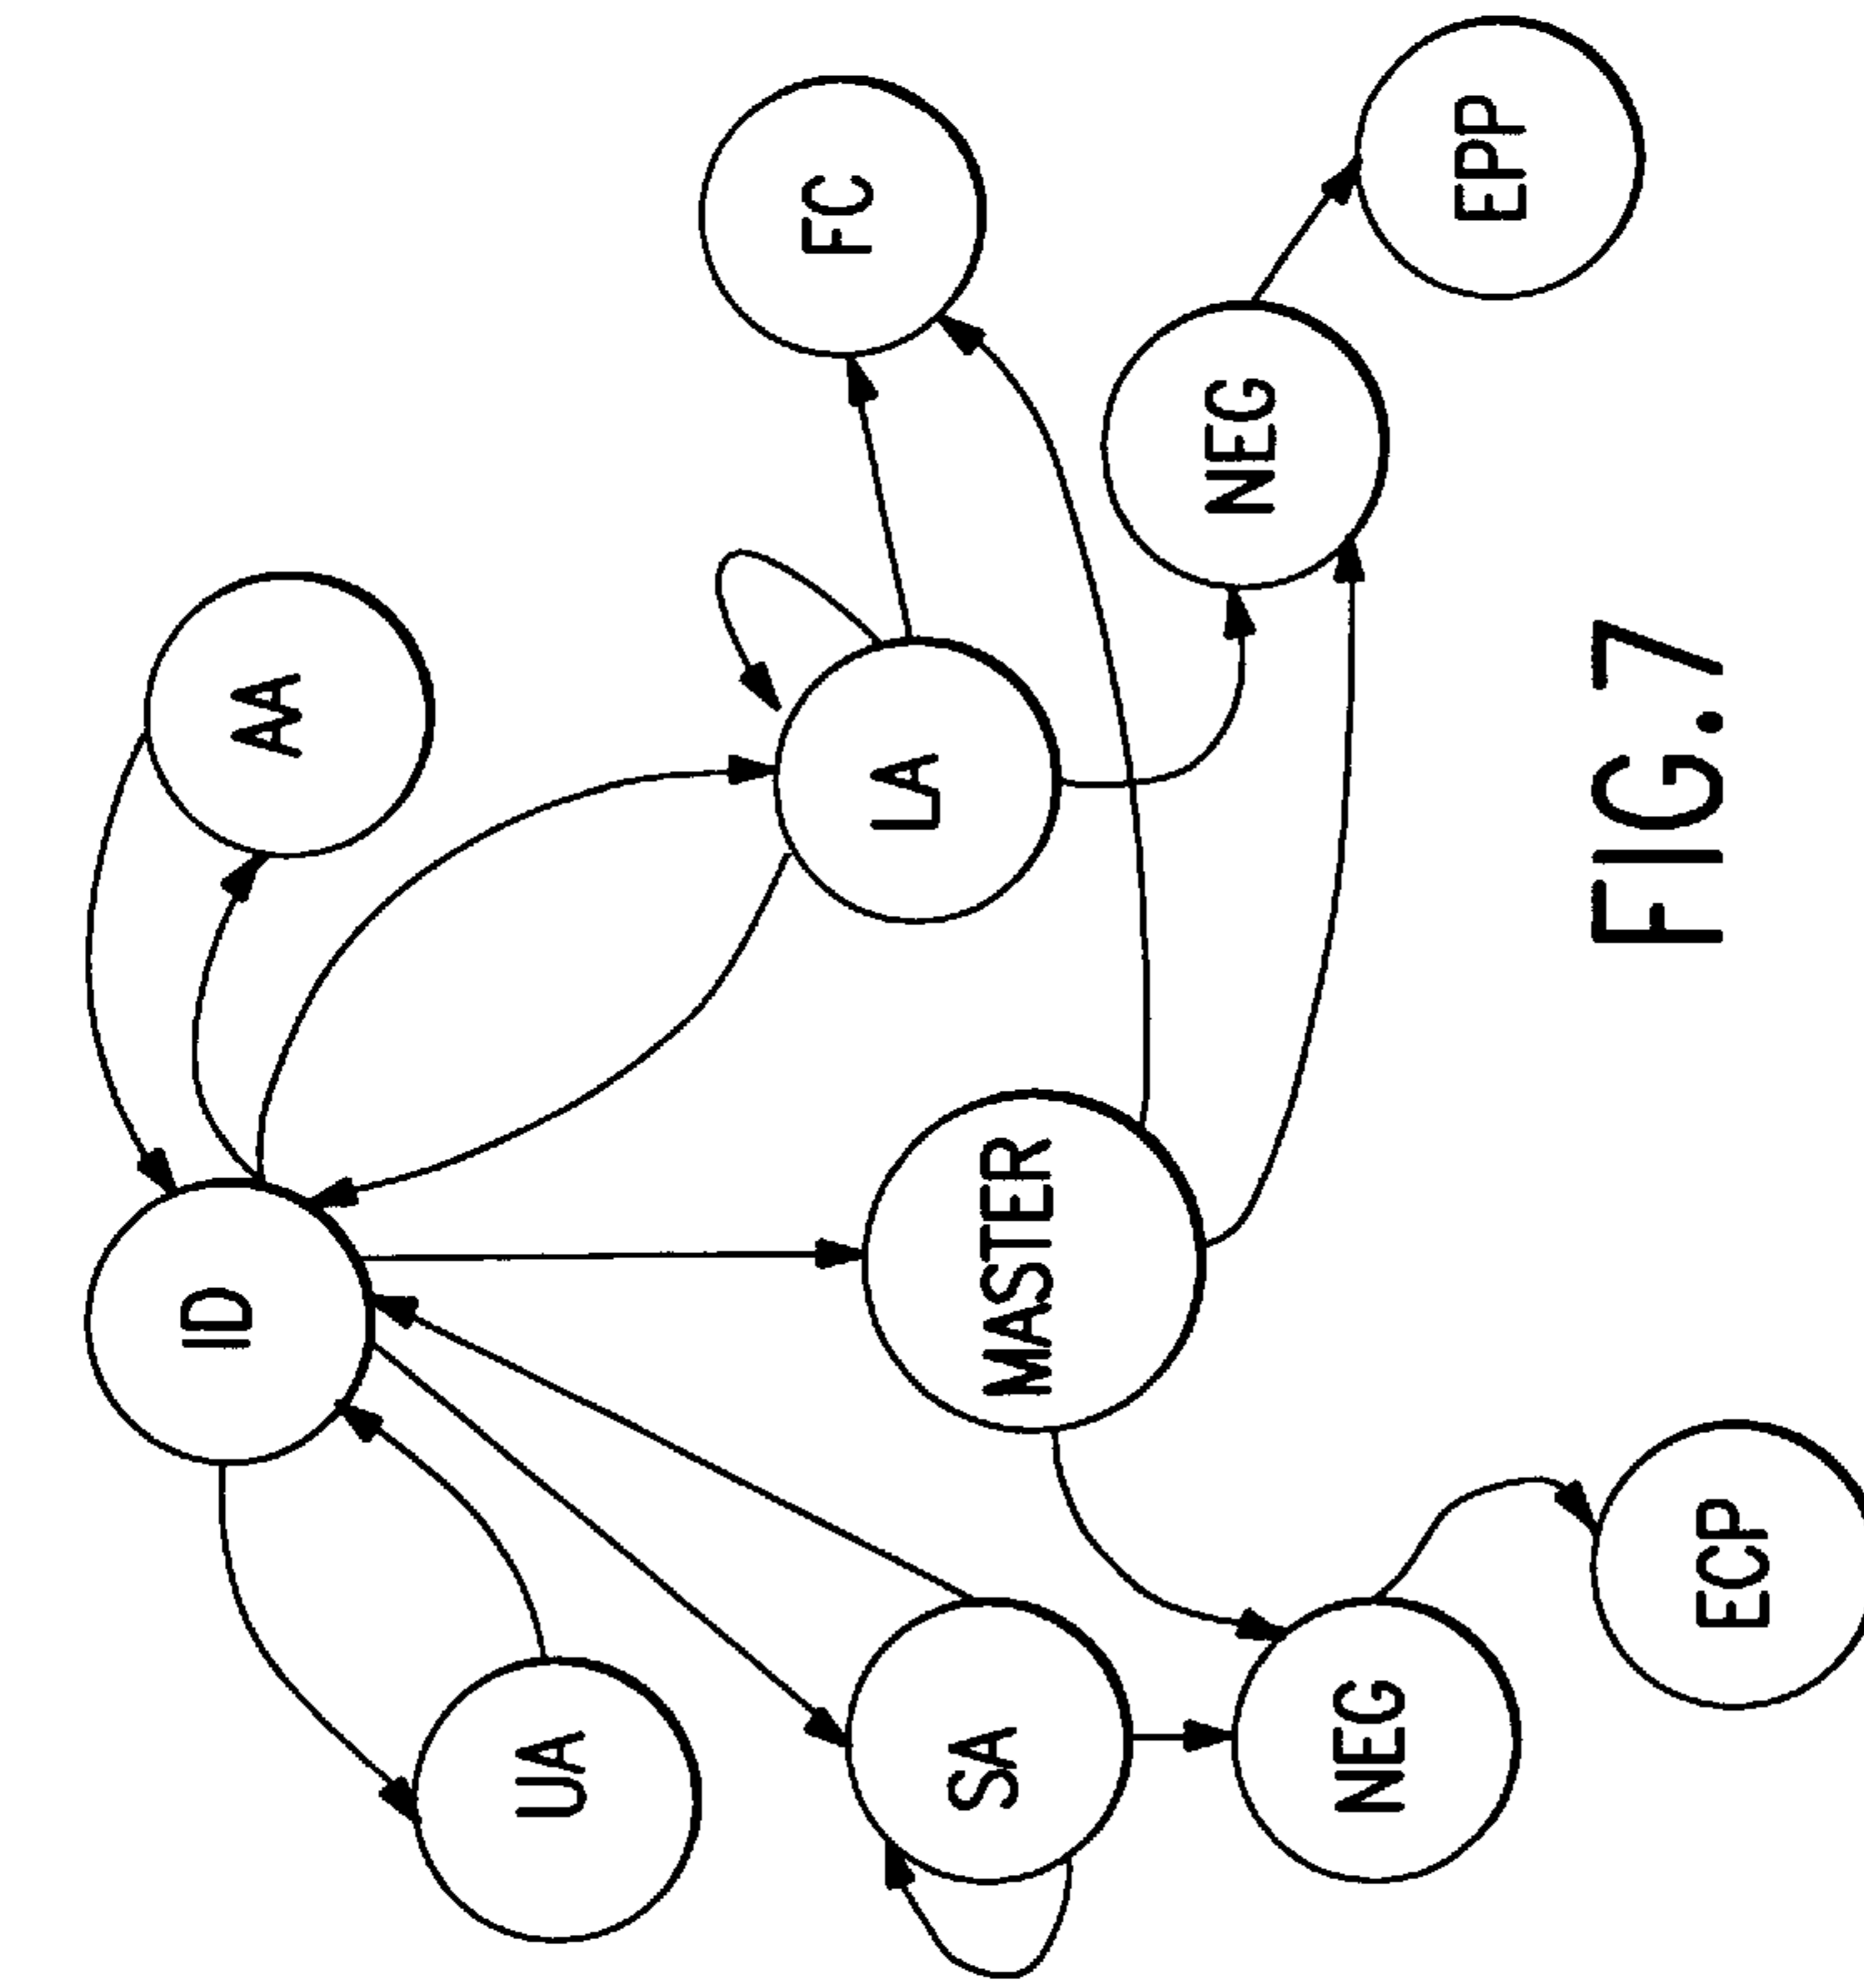 ID
UA
AA
SA
MASTER
LA
FC
NEG
NEG
ECP
EPP
FIG.7